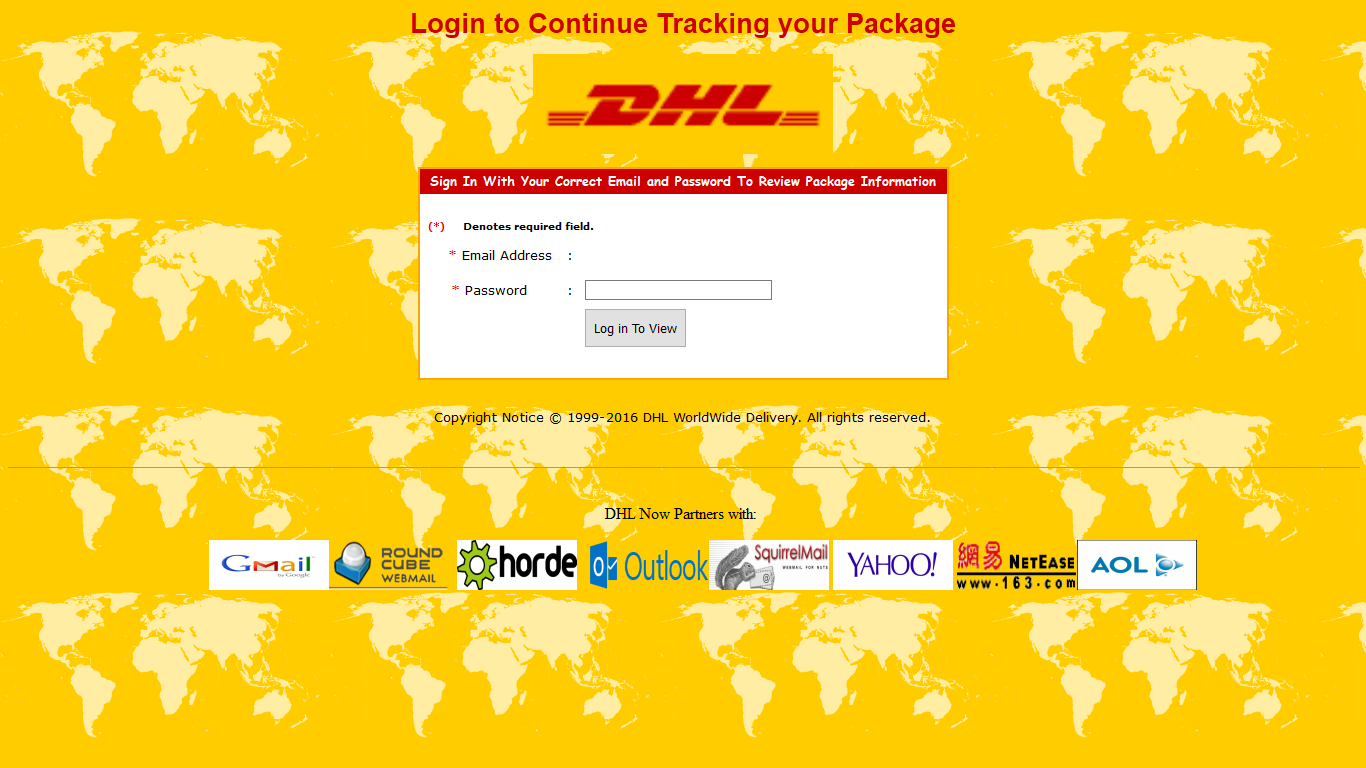 Login to Continue Tracking your Package
DHL
Sign In With Your Correct Email and Password To Review Package Information
(*) Denotes required field.
* Email Address :
* Password :
Log in To View
Copyright Notice © 1999-2016 DHL WorldWide Delivery. All rights reserved.
DHL Now Partners with:
Gmail by Google
ROUND CUBE WEBMAIL
horde
Outlook
SquirrelMail WEBMAIL FOR NUTS
YAHOO!
網易 NETEASE www.163.com
AOL